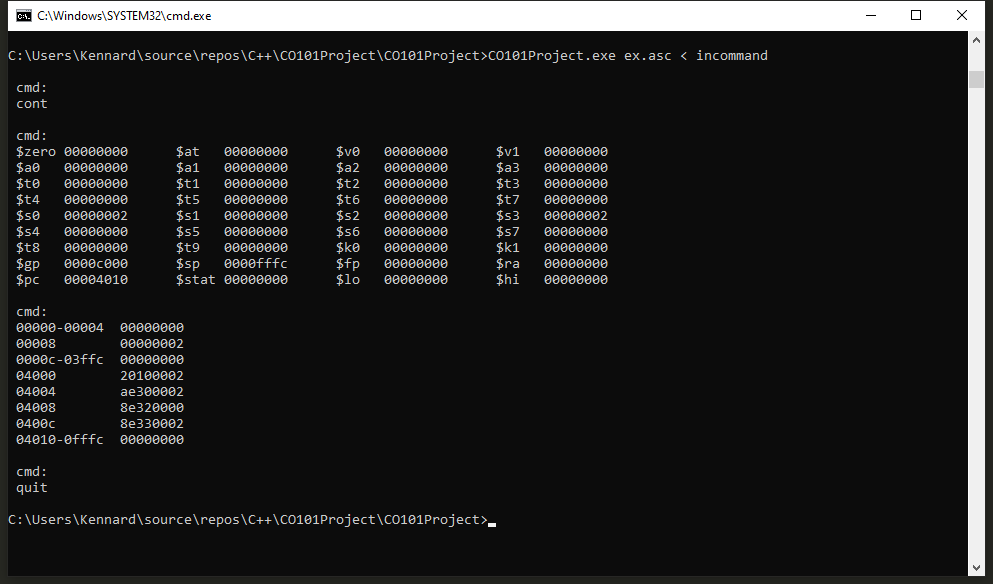 C:\Windows\SYSTEM32\cmd.exe
C:\Users\Kennard\source\repos\C++\CO101Project\CO101Project>CO101Project.exe ex.asc < incommand
cmd:
cont
cmd:
$zero 00000000 $at 00000000 $v0 00000000 $v1 00000000
$a0 00000000 $a1 00000000 $a2 00000000 $a3 00000000
$t0 00000000 $t1 00000000 $t2 00000000 $t3 00000000
$t4 00000000 $t5 00000000 $t6 00000000 $t7 00000000
$s0 00000002 $s1 00000000 $s2 00000000 $s3 00000002
$s4 00000000 $s5 00000000 $s6 00000000 $s7 00000000
$t8 00000000 $t9 00000000 $k0 00000000 $k1 00000000
$gp 0000c000 $sp 0000fffc $fp 00000000 $ra 00000000
$pc 00004010 $stat 00000000 $lo 00000000 $hi 00000000
cmd:
00000-00004 00000000
00008 00000002
0000c-03ffc 00000000
04000 20100002
04004 ae300002
04008 8e320000
0400c 8e330002
04010-0fffc 00000000
cmd:
quit
C:\Users\Kennard\source\repos\C++\CO101Project\CO101Project>